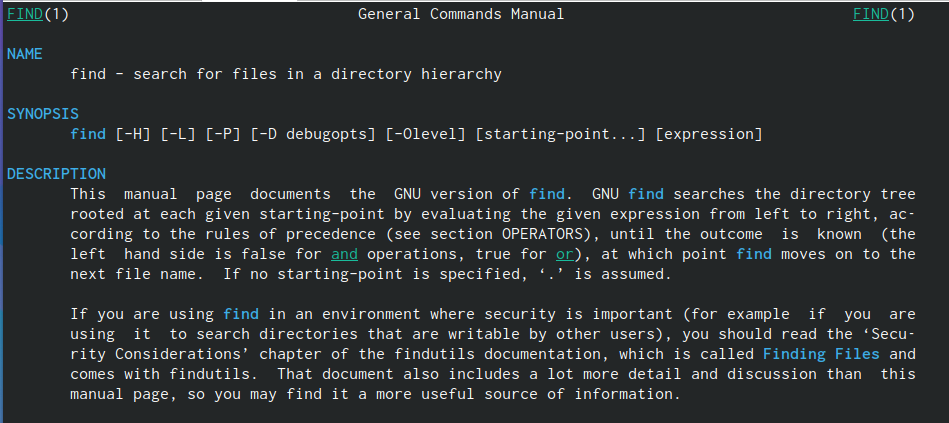 FIND(1) General Commands Manual FIND(1)
NAME
find - search for files in a directory hierarchy
SYNOPSIS
find [-H] [-L] [-P] [-D debugopts] [-Olevel] [starting-point...] [expression]
DESCRIPTION
This manual page documents the GNU version of find. GNU find searches the directory tree
rooted at each given starting-point by evaluating the given expression from left to right, ac-
cording to the rules of precedence (see section OPERATORS), until the outcome is known (the
left hand side is false for and operations, true for or), at which point find moves on to the
next file name. If no starting-point is specified, ‘.’ is assumed.
If you are using find in an environment where security is important (for example if you are
using it to search directories that are writable by other users), you should read the ‘Secu-
rity Considerations’ chapter of the findutils documentation, which is called Finding Files and
comes with findutils. That document also includes a lot more detail and discussion than this
manual page, so you may find it a more useful source of information.